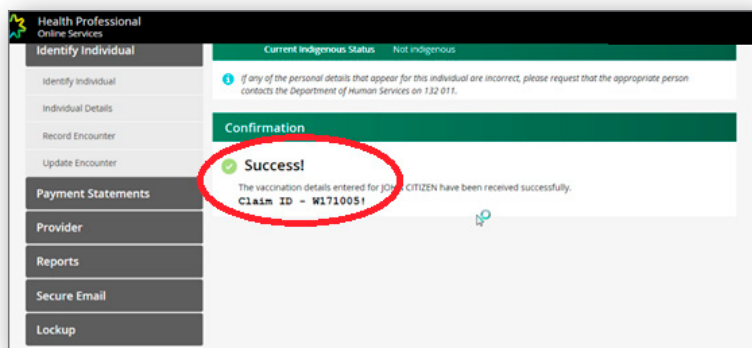 Health Professional
Online Services
Identify Individual
Identify Individual
Individual Details
Record Encounter
Update Encounter
Payment Statements
Provider
Reports
Secure Email
Lockup
Current Indigenous Status Not indigenous
If any of the personal details that appear for this individual are incorrect, please request that the appropriate person
contacts the Department of Human Services on 132 011.
Confirmation
Success!
The vaccination details entered for JOHN CITIZEN have been received successfully.
Claim ID - W171005!